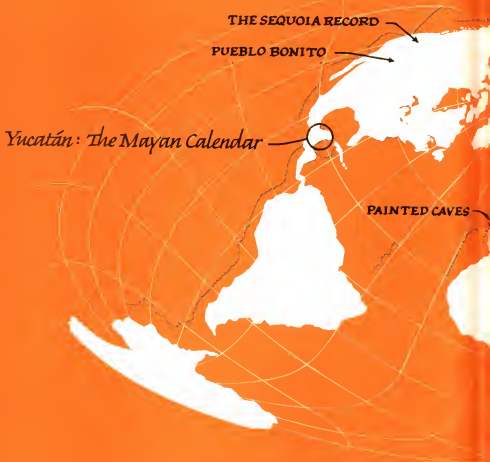 THE SEQUOIA RECORD
PUEBLO BONITO
Yucatán: The Mayan Calendar
PAINTED CAVES